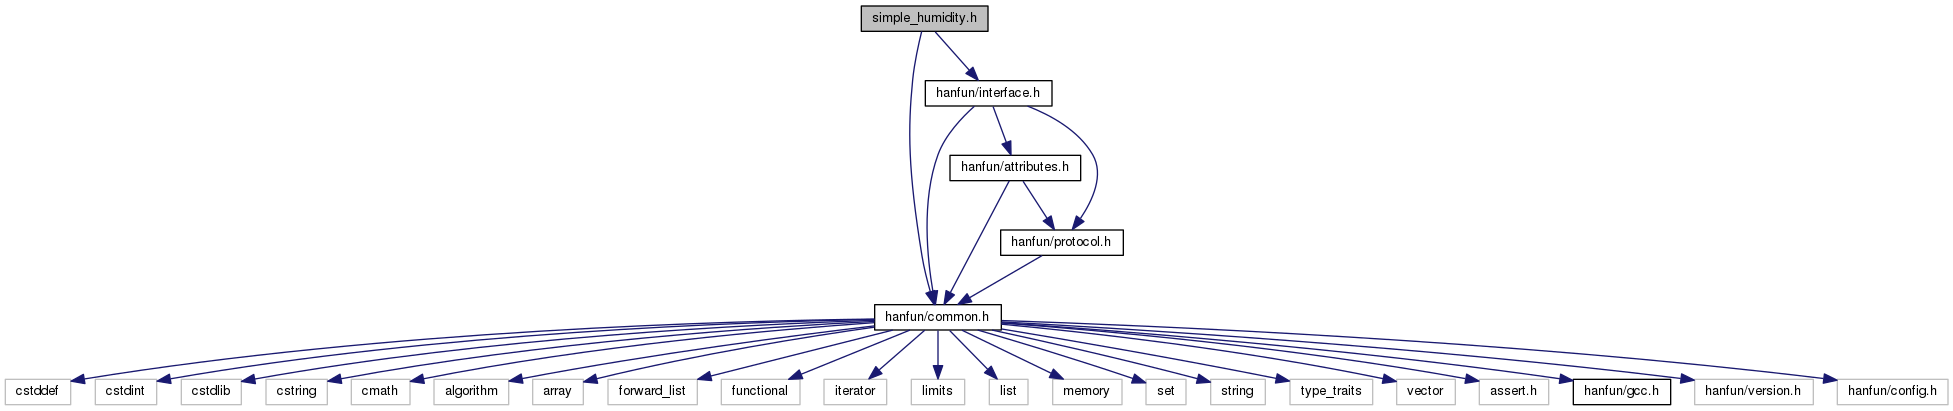 simple_humidity.h
hanfun/interface.h
hanfun/attributes.h
hanfun/protocol.h
hanfun/common.h
cstddef
cstdint
cstdlib
cstring
cmath
algorithm
array
forward_list
functional
iterator
limits
list
memory
set
string
type_traits
vector
assert.h
hanfun/gcc.h
hanfun/version.h
hanfun/config.h